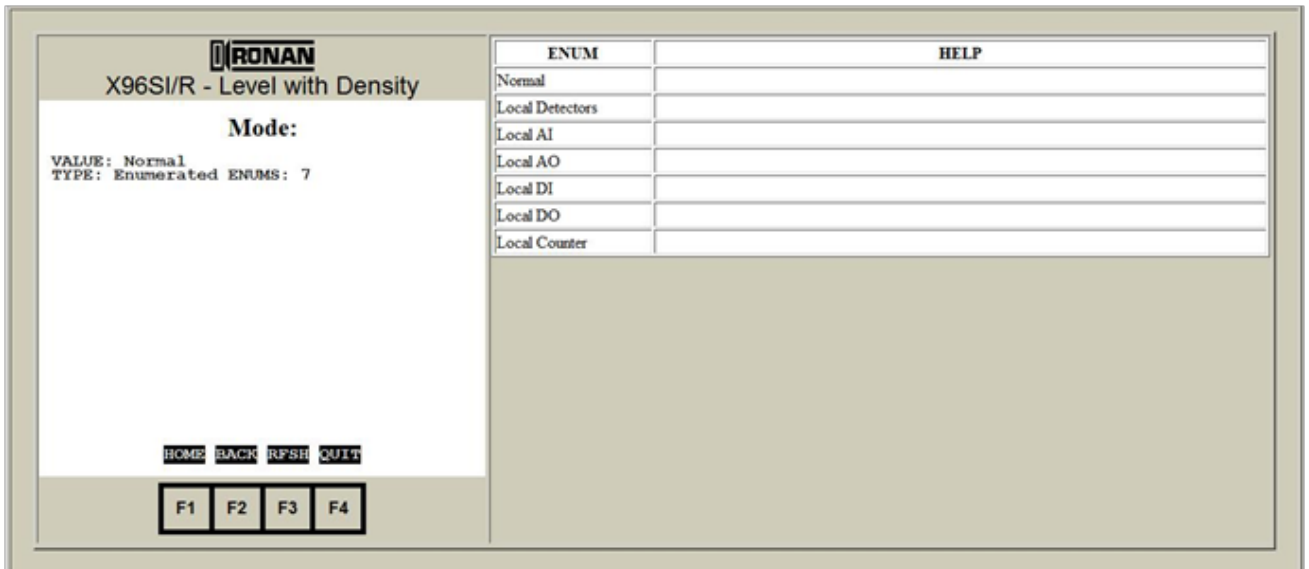 RONAN
X96SI/R - Level with Density
Mode:
VALUE: Normal
TYPE: Enumerated ENUMS: 7
HOME BACK RFSH QUIT
F1 F2 F3 F4
ENUM HELP
Normal
Local Detectors
Local AI
Local AO
Local DI
Local DO
Local Counter